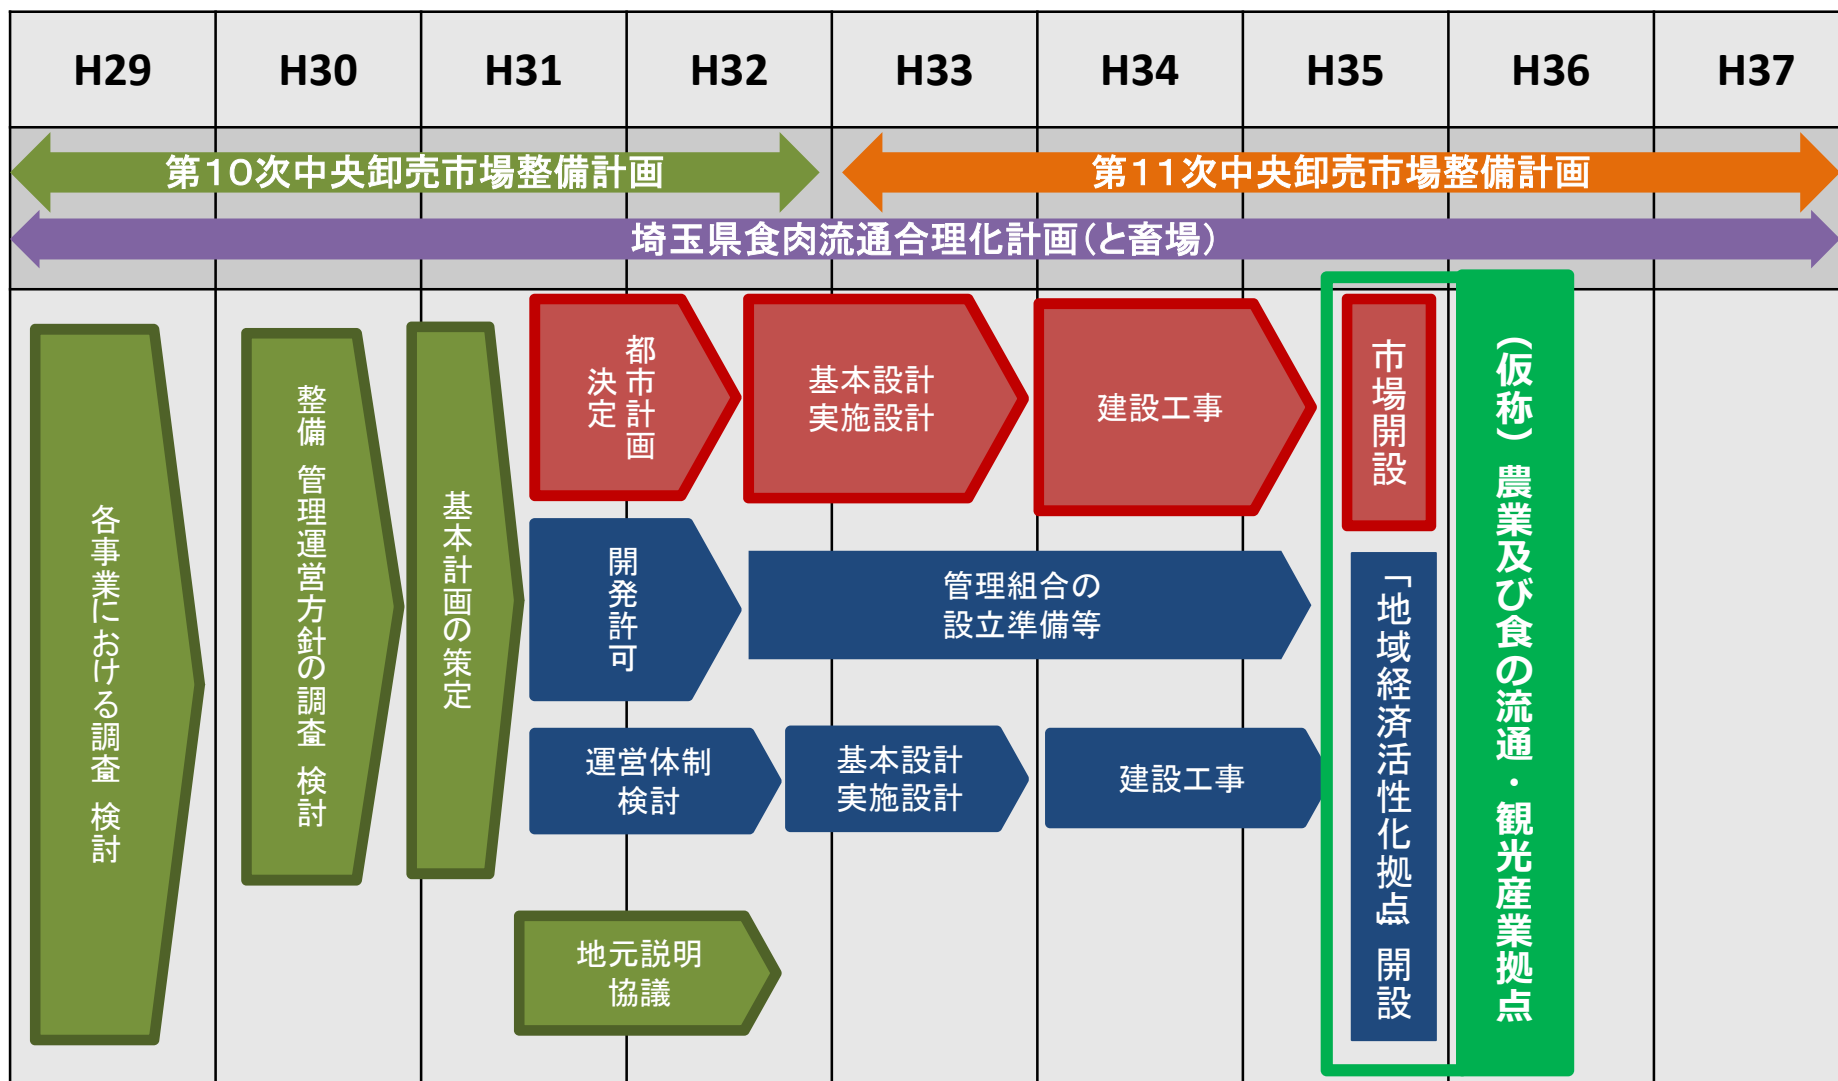 H29 H30 H31 H32 H33 H34 H35 H36 H37
第10次中央卸売市場整備計画
第11次中央卸売市場整備計画
埼玉県食肉流通合理化計画(と畜場)
各事業における調査 検討
整備 管理運営方針の調査 検討
基本計画の策定
都市計画
決定
基本設計
実施設計
建設工事
市場開設
開発許可
管理組合の
設立準備等
運営体制
検討
基本設計
実施設計
建設工事
「地域経済活性化拠点」開設
地元説明
協議
(仮称)農業及び食の流通・観光産業拠点